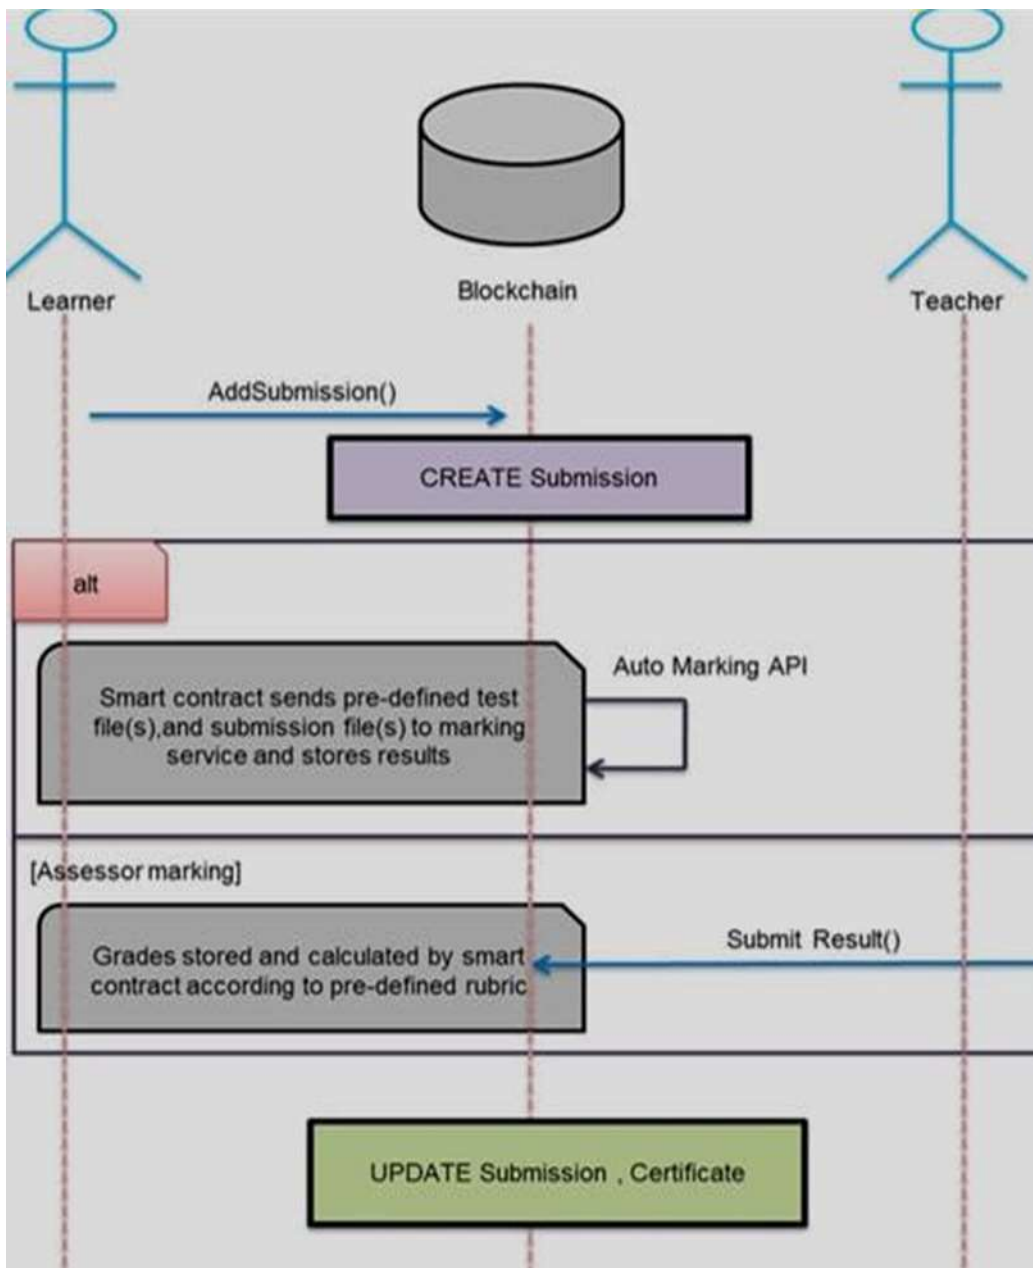 Learner
Blockchain
Teacher
AddSubmission()
CREATE Submission
alt
Auto Marking API
Smart contract sends pre-defined test
file(s),and submission file(s) to marking
service and stores results
[Assessor marking]
Submit Result()
Grades stored and calculated by smart
contract according to pre-defined rubric
UPDATE Submission , Certificate